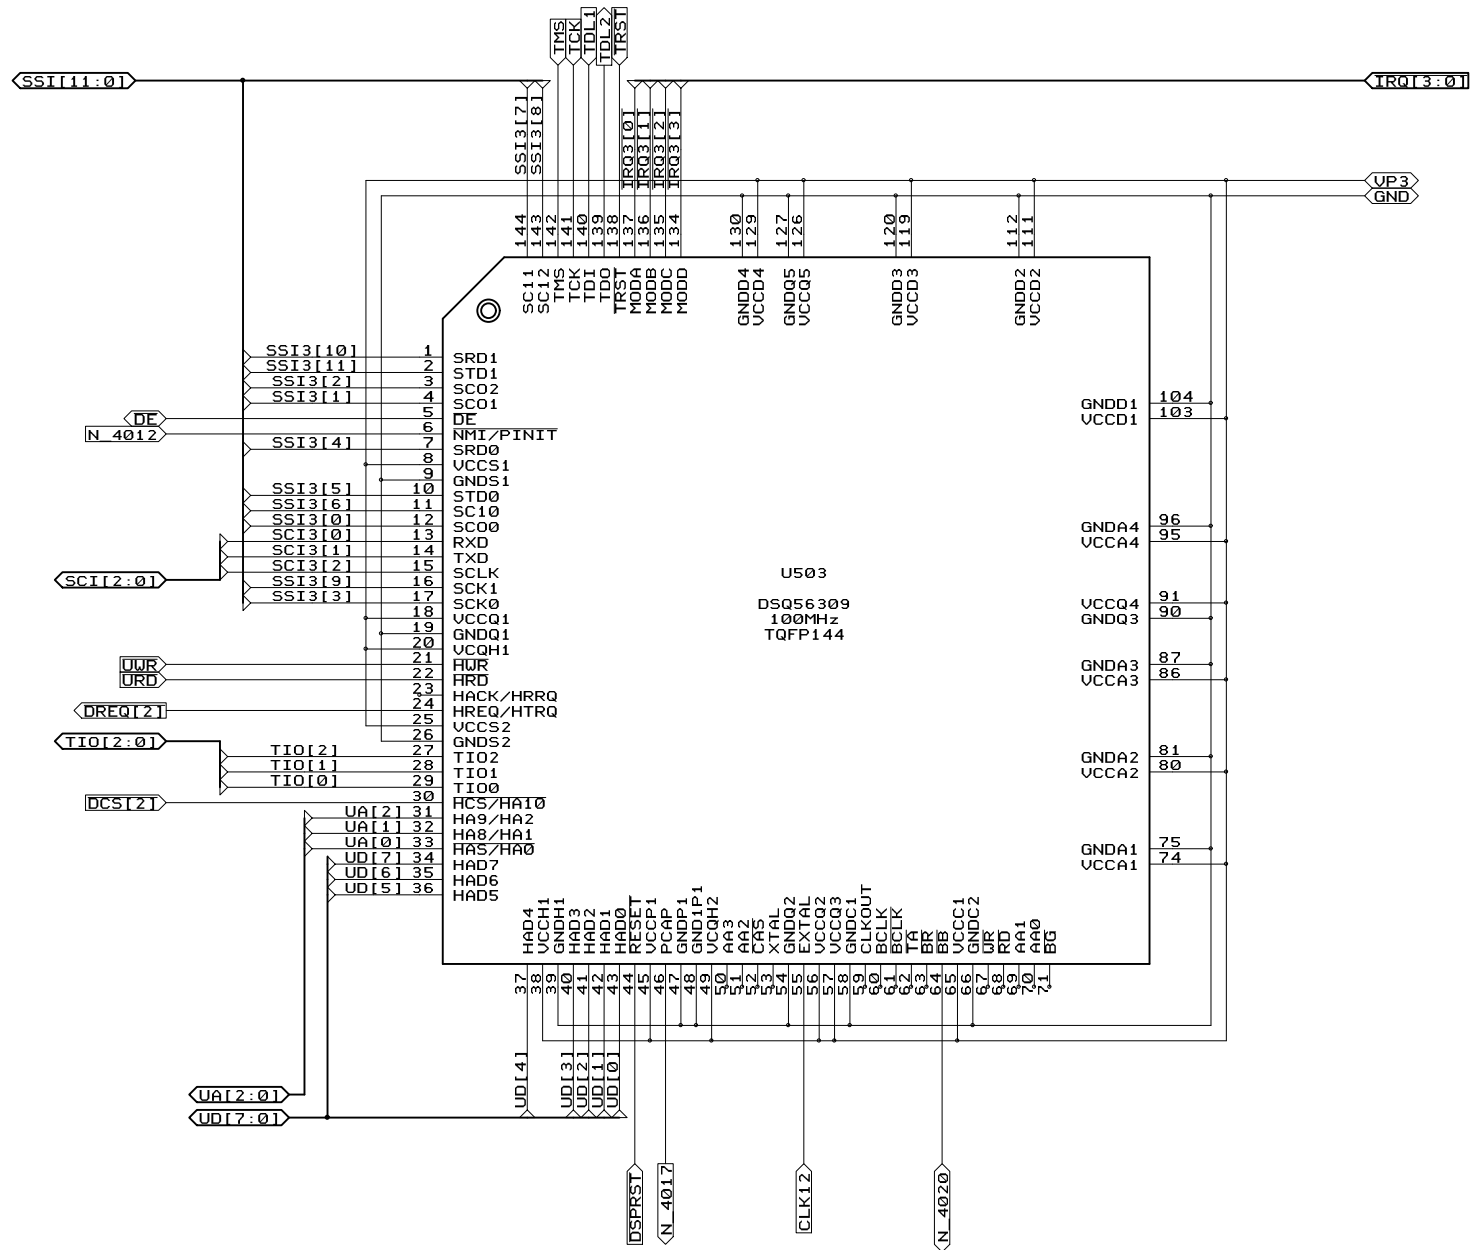 TMS
TCK
TDL1
TDL2
TRST
SSI[11:0]
IRQ[3:0]
SSI3[7]
SSI3[8]
IRQ3[0]
IRQ3[1]
IRQ3[2]
IRQ3[3]
VP3
GND
144
143
142
141
140
139
138
137
136
135
134
130
129
127
126
120
119
112
111
SC11
SC12
TMS
TCK
TDI
TDO
TRST
MODA
MODB
MODC
MODD
GNDD4
VCCD4
GNDQ5
VCCQ5
GNDD3
VCCD3
GNDD2
VCCD2
SSI3[10] 1 SRD1
SSI3[11] 2 STD1
SSI3[2] 3 SCO2
SSI3[1] 4 SCO1
DE 5 DE
N_4012 6 NMI/PINIT
SSI3[4] 7 SRD0
8 VCCS1
9 GNDS1
SSI3[5] 10 STD0
SSI3[6] 11 SC10
SSI3[0] 12 SCO0
SCI3[0] 13 RXD
SCI3[1] 14 TXD
SCI3[2] 15 SCLK
SCI[2:0]
SSI3[9] 16 SCK1
SSI3[3] 17 SCK0
18 VCCQ1
19 GNDQ1
20 VCQH1
UWR 21 HWR
URD 22 HRD
23 HACK/HRRQ
DREQ[2] 24 HREQ/HTRQ
25 VCCS2
26 GNDS2
TIO[2:0]
TIO[2] 27 TIO2
TIO[1] 28 TIO1
TIO[0] 29 TIO0
DCS[2] 30 HCS/HA10
UA[2] 31 HA9/HA2
UA[1] 32 HA8/HA1
UA[0] 33 HAS/HA0
UD[7] 34 HAD7
UD[6] 35 HAD6
UD[5] 36 HAD5
U503
DSQ56309
100MHz
TQFP144
GNDD1 104
VCCD1 103
GNDA4 96
VCCA4 95
VCCQ4 91
GNDQ3 90
GNDA3 87
VCCA3 86
GNDA2 81
VCCA2 80
GNDA1 75
VCCA1 74
HAD4
VCCH1
GNDH1
HAD3
HAD2
HAD1
HAD0
RESET
VCCP1
PCAP
GNDP1
GND1P1
VCQH2
AA3
AA2
CAS
XTAL
GNDQ2
EXTAL
VCCQ2
VCCQ3
GNDC1
CLKOUT
BCLK
BCLK
TA
BR
BB
VCCC1
GNDC2
WR
RD
AA1
AA0
BG
37
38
39
40
41
42
43
44
45
46
47
48
49
50
51
52
53
54
55
56
57
58
59
60
61
62
63
64
65
66
67
68
69
70
71
UD[4]
UD[3]
UD[2]
UD[1]
UD[0]
UA[2:0]
UD[7:0]
DSPRST
N_4017
CLK12
N_4020